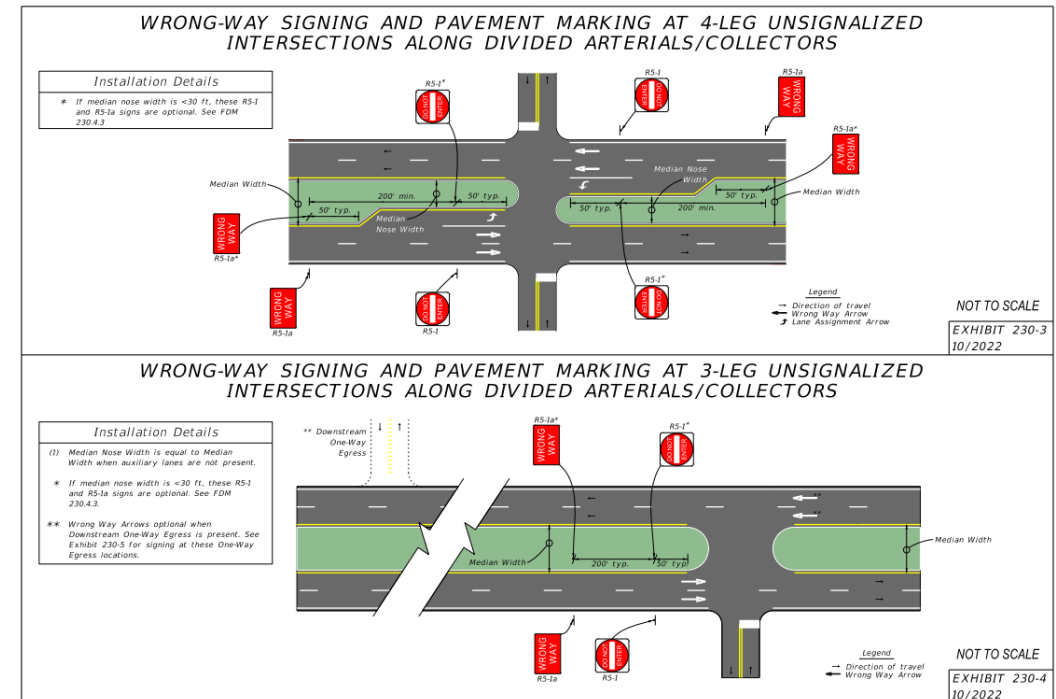 WRONG-WAY SIGNING AND PAVEMENT MARKING AT 4-LEG UNSIGNALIZED
INTERSECTIONS ALONG DIVIDED ARTERIALS/COLLECTORS
Installation Details
* If median nose width is <30 ft, these R5-1
and R5-1a signs are optional. See FDM
230.4.3
R5-1*
DO NOT
ENTER
R5-1
DO NOT
ENTER
R5-1a
WRONG
WAY
R5-1a*
WRONG
WAY
Median Width
200' min.
50' typ.
50' typ.
Median
Nose Width
Median Nose
Width
50' typ.
50' typ.
200' min.
Median Width
WRONG
WAY
R5-1a*
WRONG
WAY
R5-1a
DO NOT
ENTER
R5-1
R5-1*
DO NOT
ENTER
Legend
→ Direction of travel
Wrong Way Arrow
Lane Assignment Arrow
NOT TO SCALE
EXHIBIT 230-3
10/2022
WRONG-WAY SIGNING AND PAVEMENT MARKING AT 3-LEG UNSIGNALIZED
INTERSECTIONS ALONG DIVIDED ARTERIALS/COLLECTORS
Installation Details
(1) Median Nose Width is equal to Median
Width when auxiliary lanes are not present.
* If median nose width is <30 ft, these R5-1
and R5-1a signs are optional. See FDM
230.4.3.
** Wrong Way Arrows optional when
Downstream One-Way Egress is present. See
Exhibit 230-5 for signing at these One-Way
Egress locations.
** Downstream
One-Way
Egress
R5-1a*
WRONG
WAY
R5-1*
DO NOT
ENTER
**
**
Median Width
200' typ.
50' typ.
Median Width
WRONG
WAY
R5-1a
DO NOT
ENTER
R5-1
Legend
→ Direction of travel
Wrong Way Arrow
NOT TO SCALE
EXHIBIT 230-4
10/2022